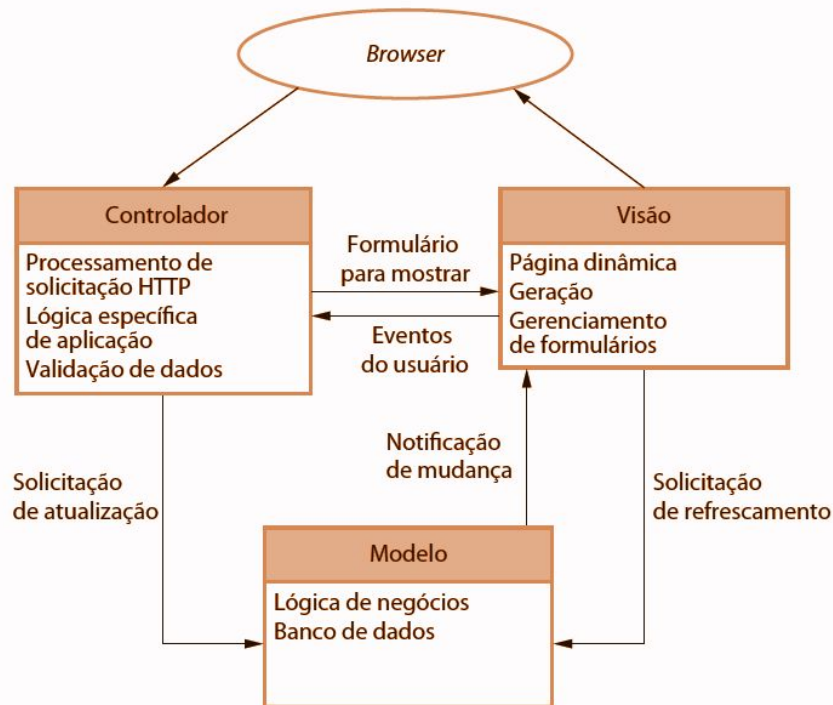 Browser
Controlador
Processamento de
solicitação HTTP
Lógica específica
de aplicação
Validação de dados
Formulário
para mostrar
Eventos
do usuário
Visão
Página dinâmica
Geração
Gerenciamento
de formulários
Solicitação
de atualização
Notificação
de mudança
Solicitação
de refrescamento
Modelo
Lógica de negócios
Banco de dados